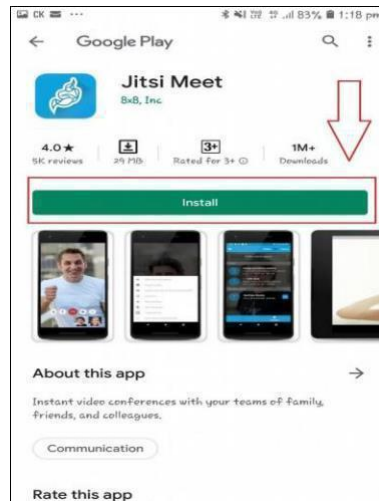 CK
83% 1:18 pm
Google Play
Jitsi Meet
8x8, Inc
4.0★ 3+ 1M+
5K reviews 29 MB Rated for 3+ Downloads
Install
About this app
Instant video conferences with your teams of family,
friends, and colleagues.
Communication
Rate this app